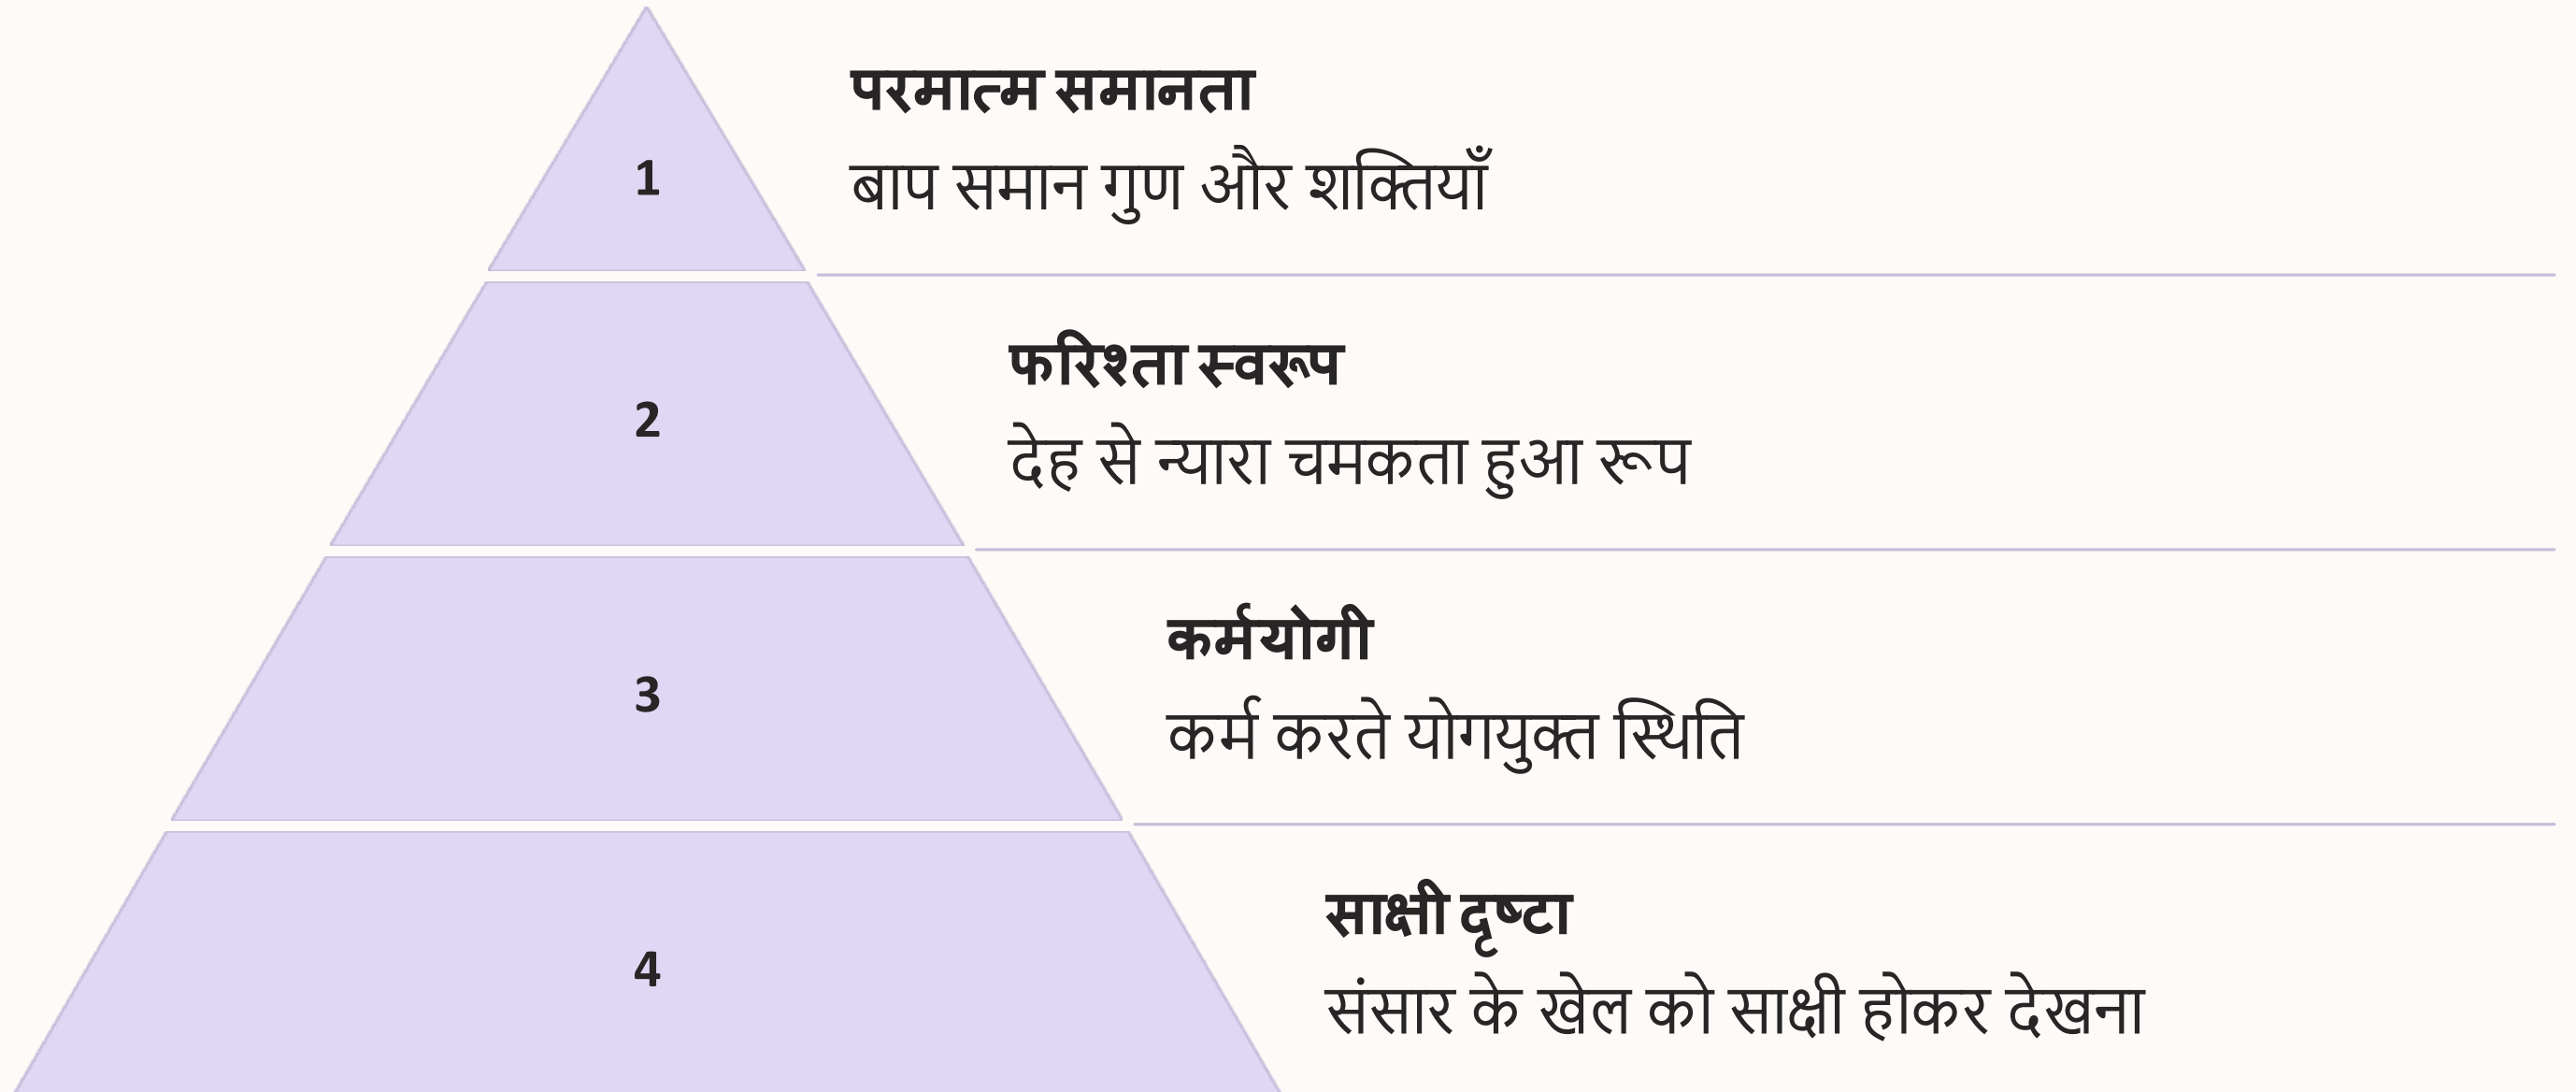 1
परमात्म समानता
बाप समान गुण और शक्तियाँ
2
फरिश्ता स्वरूप
देह से न्यारा चमकता हुआ रूप
3
कर्मयोगी
कर्म करते योगयुक्त स्थिति
4
साक्षी दृष्टा
संसार के खेल को साक्षी होकर देखना